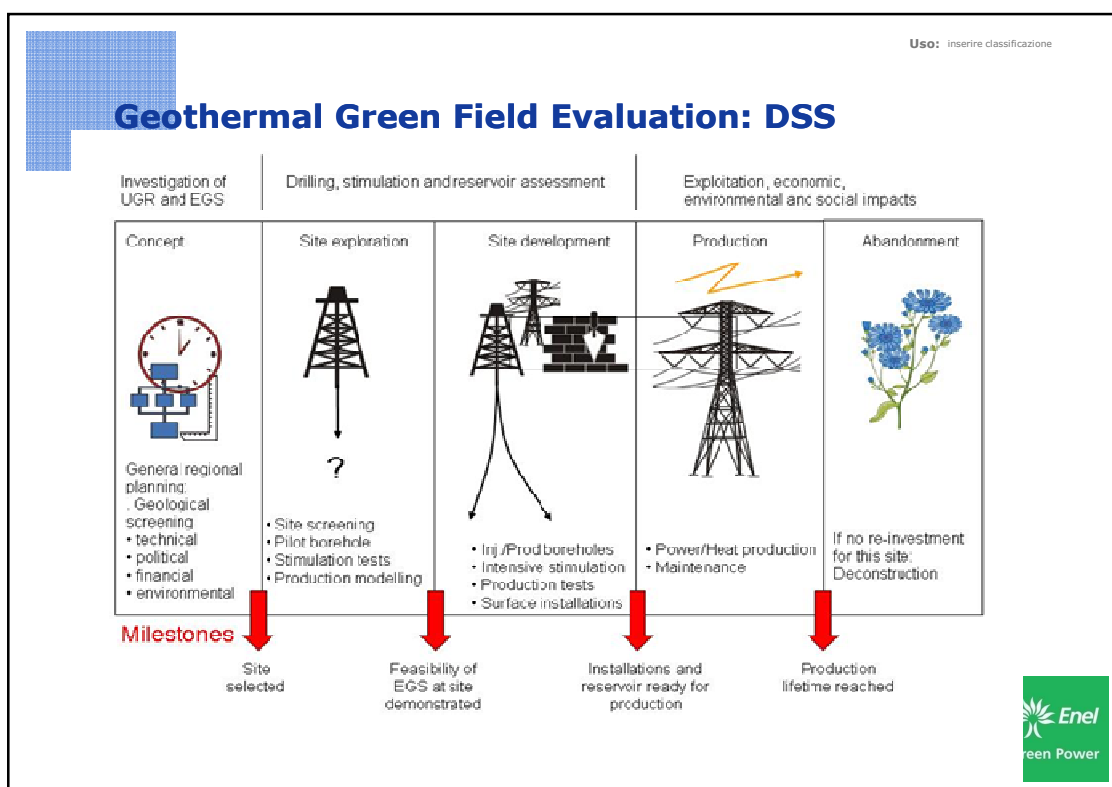 Uso: inserire classificazione
Geothermal Green Field Evaluation: DSS
Investigation of
UGR and EGS
Drilling, stimulation and reservoir assessment
Exploitation, economic,
environmental and social impacts
Concept
General regional
planning:
. Geological
screening
• technical
• political
• financial
• environmental
Site exploration
?
• Site screening
• Pilot borehole
• Stimulation tests
• Production modelling
Site development
• Inj./Prod boreholes
• Intensive stimulation
• Production tests
• Surface installations
Production
• Power/Heat production
• Maintenance
Abandonment
If no re-investment
for this site:
Deconstruction
Milestones
Site
selected
Feasibility of
EGS at site
demonstrated
Installations and
reservoir ready for
production
Production
lifetime reached
Enel
reen Power